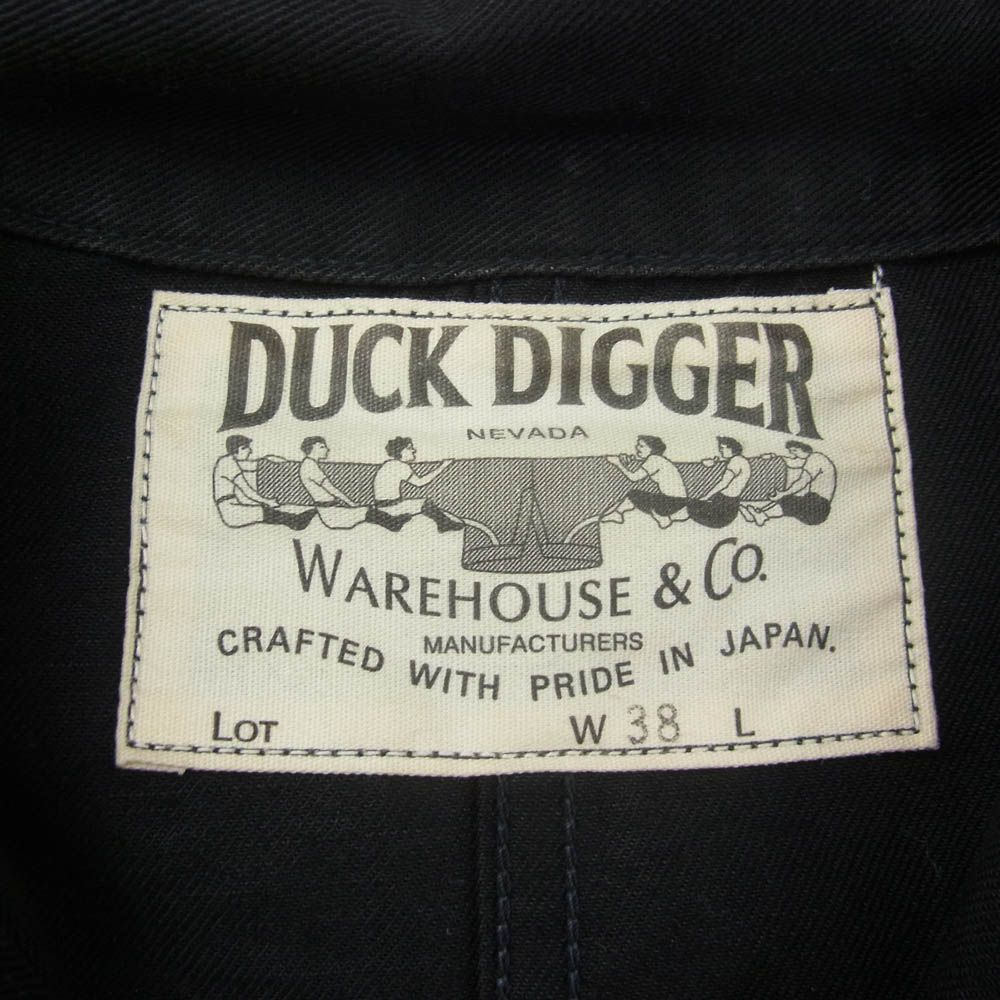 DUCK DIGGER
NEVADA
WAREHOUSE & CO.
MANUFACTURERS
CRAFTED WITH PRIDE IN JAPAN.
LOT W 38 L